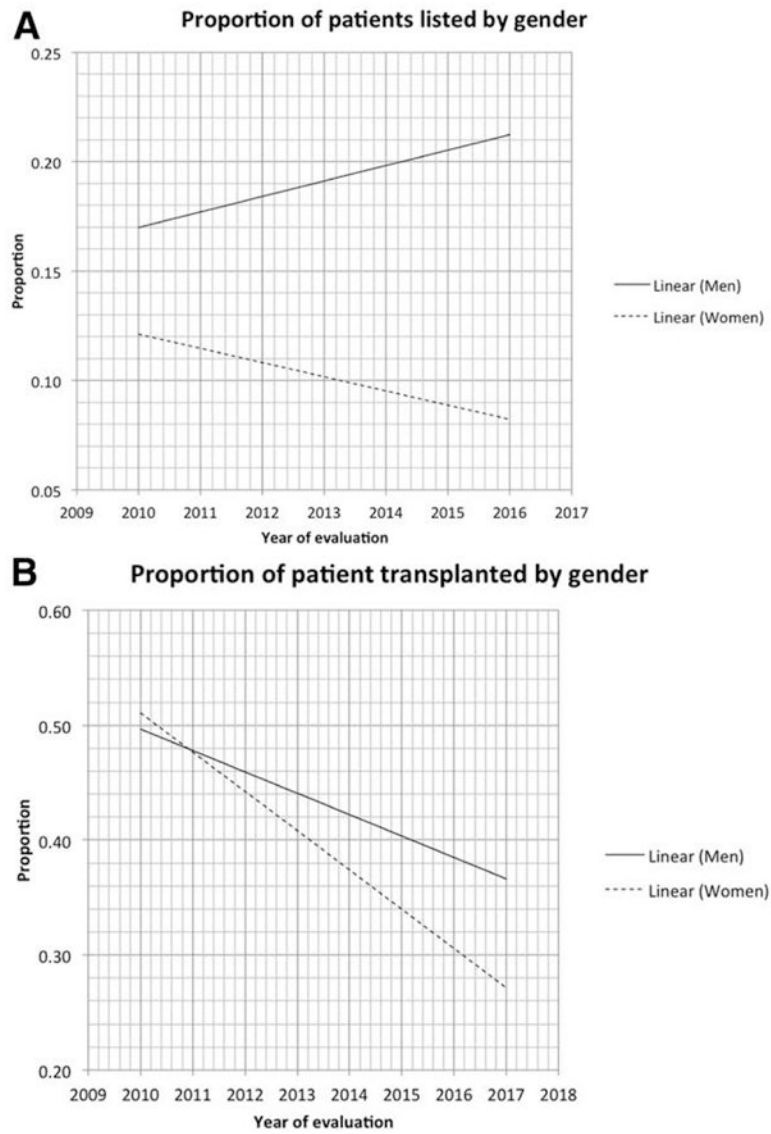 A
Proportion of patients listed by gender
0.25
0.20
0.15
0.10
0.05
Proportion
2009 2010 2011 2012 2013 2014 2015 2016 2017
Year of evaluation
Linear (Men)
Linear (Women)
B
Proportion of patient transplanted by gender
0.60
0.50
0.40
0.30
0.20
Proportion
2009 2010 2011 2012 2013 2014 2015 2016 2017 2018
Year of evaluation
Linear (Men)
Linear (Women)